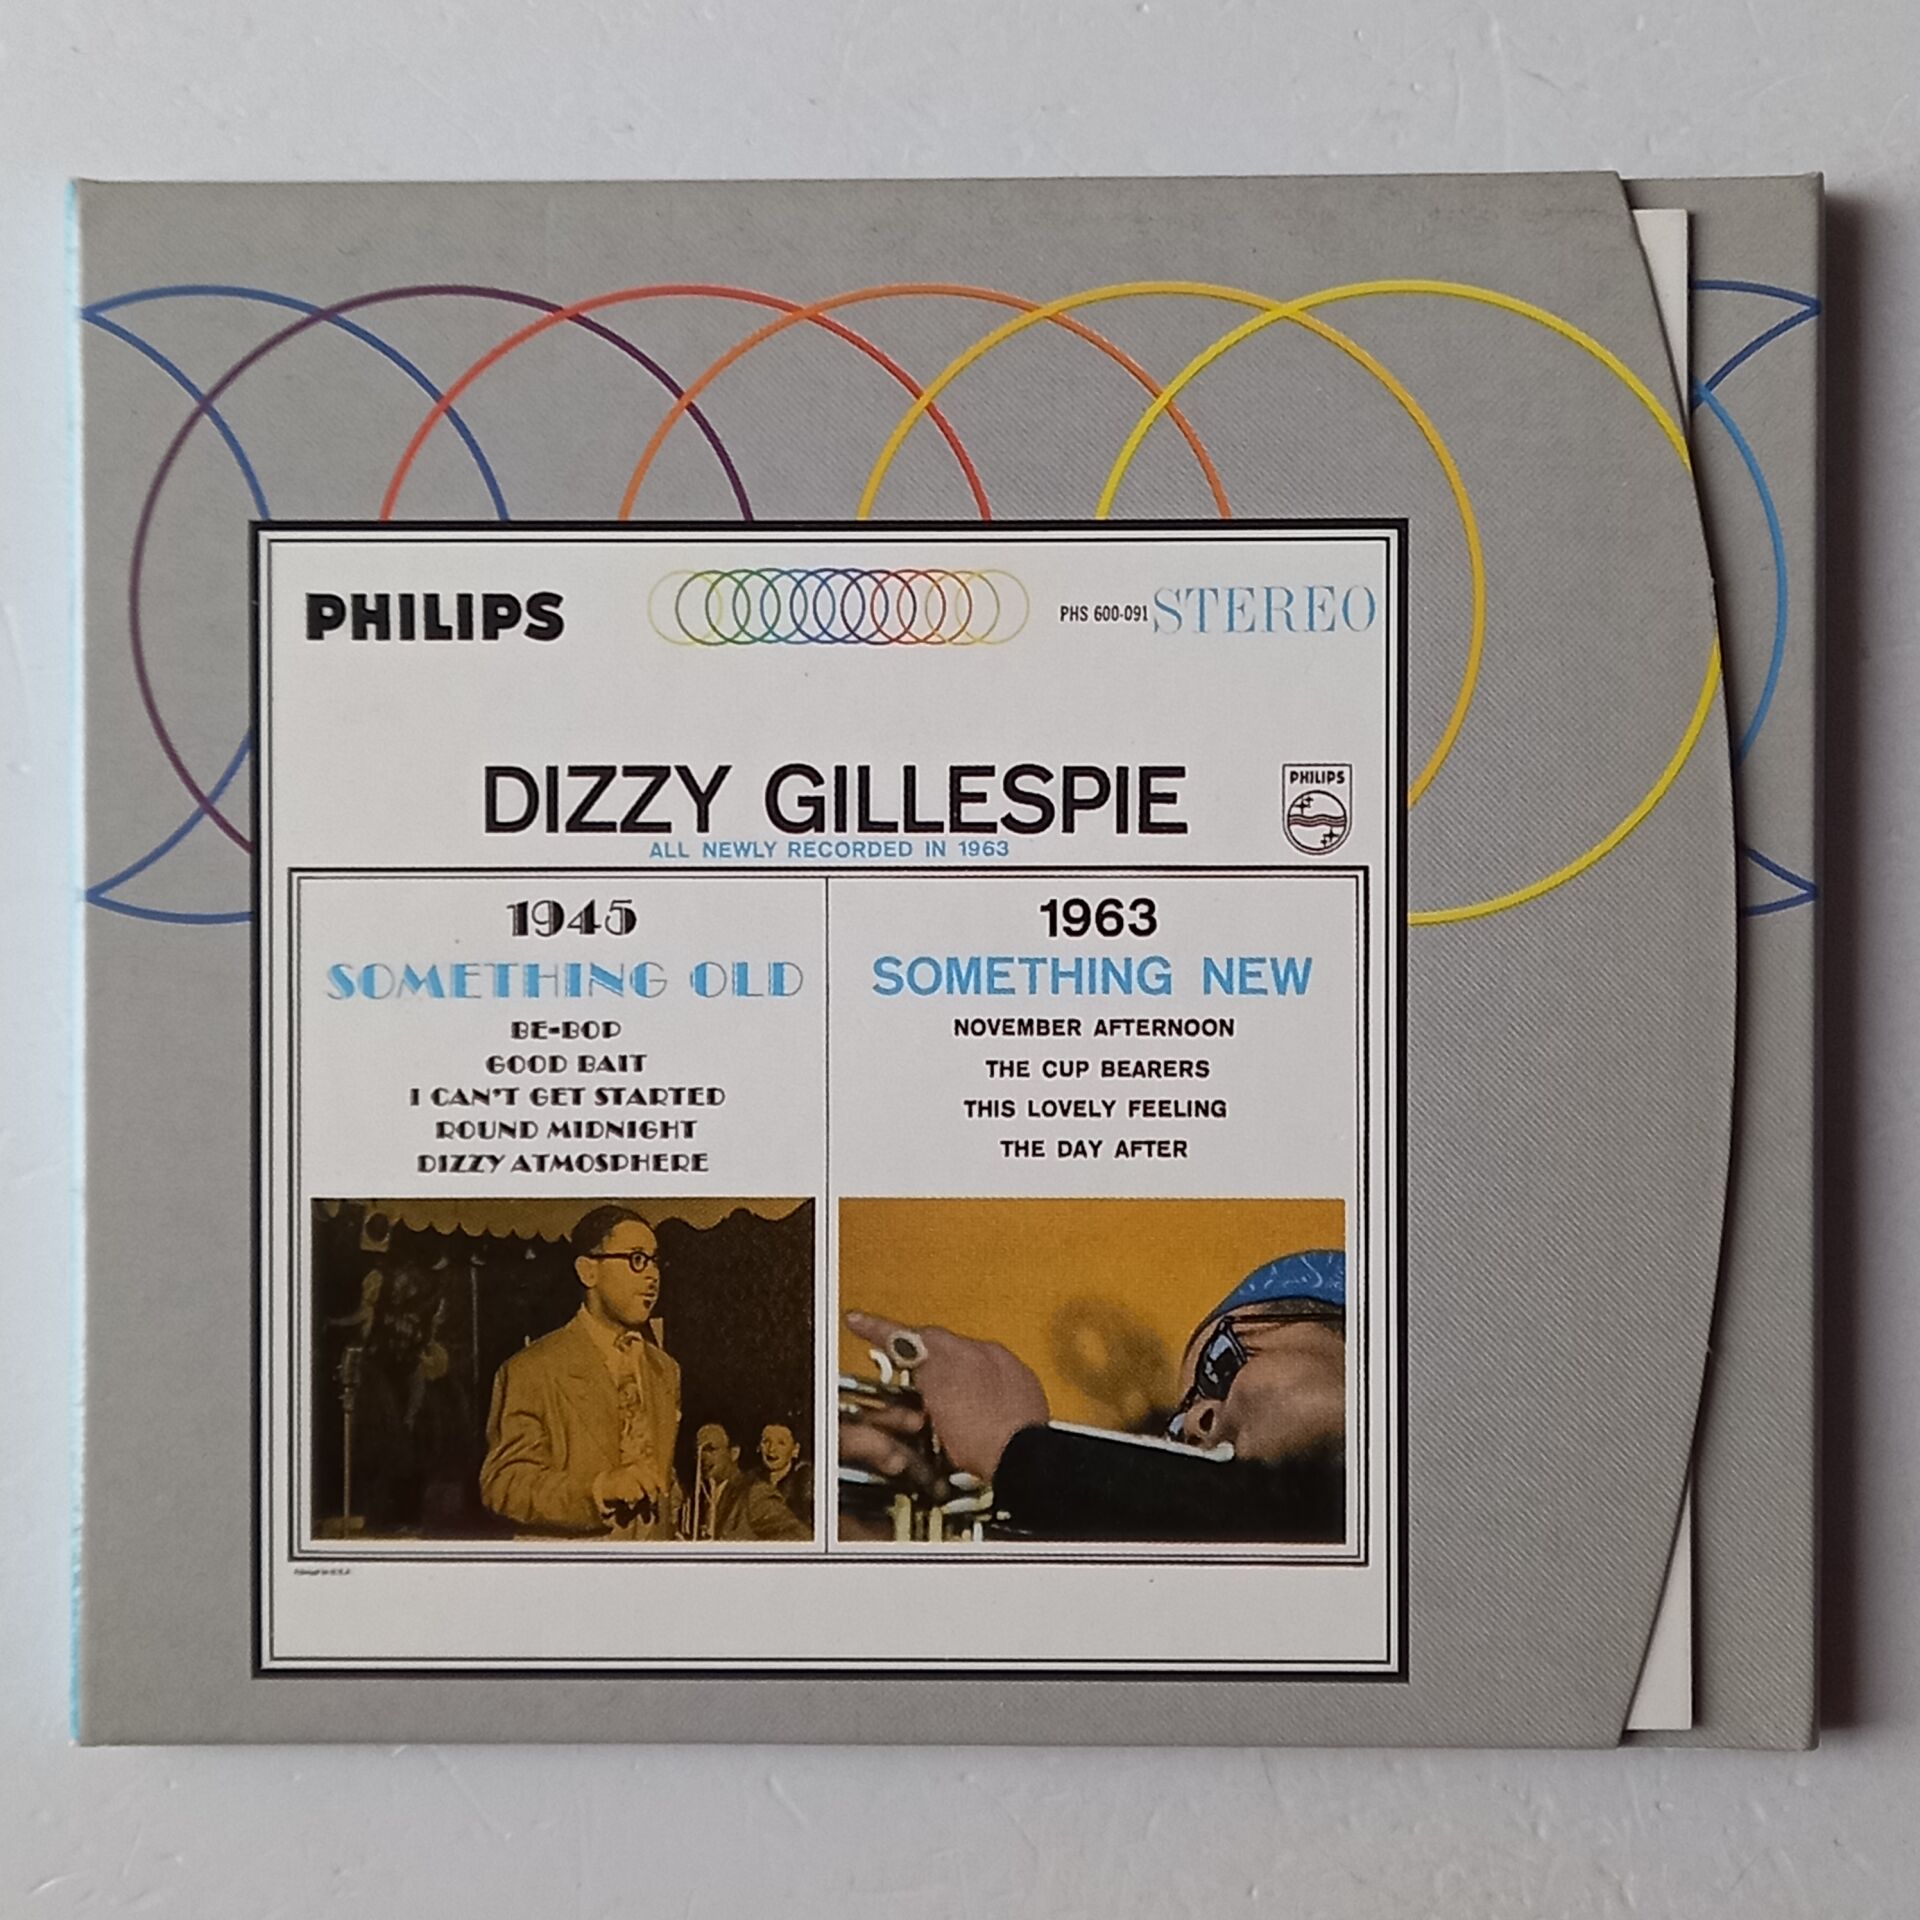 PHILIPS
PHS 600-091 STEREO
DIZZY GILLESPIE
PHILIPS
ALL NEWLY RECORDED IN 1963
1945
SOMETHING OLD
BE-BOP
GOOD BAIT
I CAN'T GET STARTED
ROUND MIDNIGHT
DIZZY ATMOSPHERE
1963
SOMETHING NEW
NOVEMBER AFTERNOON
THE CUP BEARERS
THIS LOVELY FEELING
THE DAY AFTER